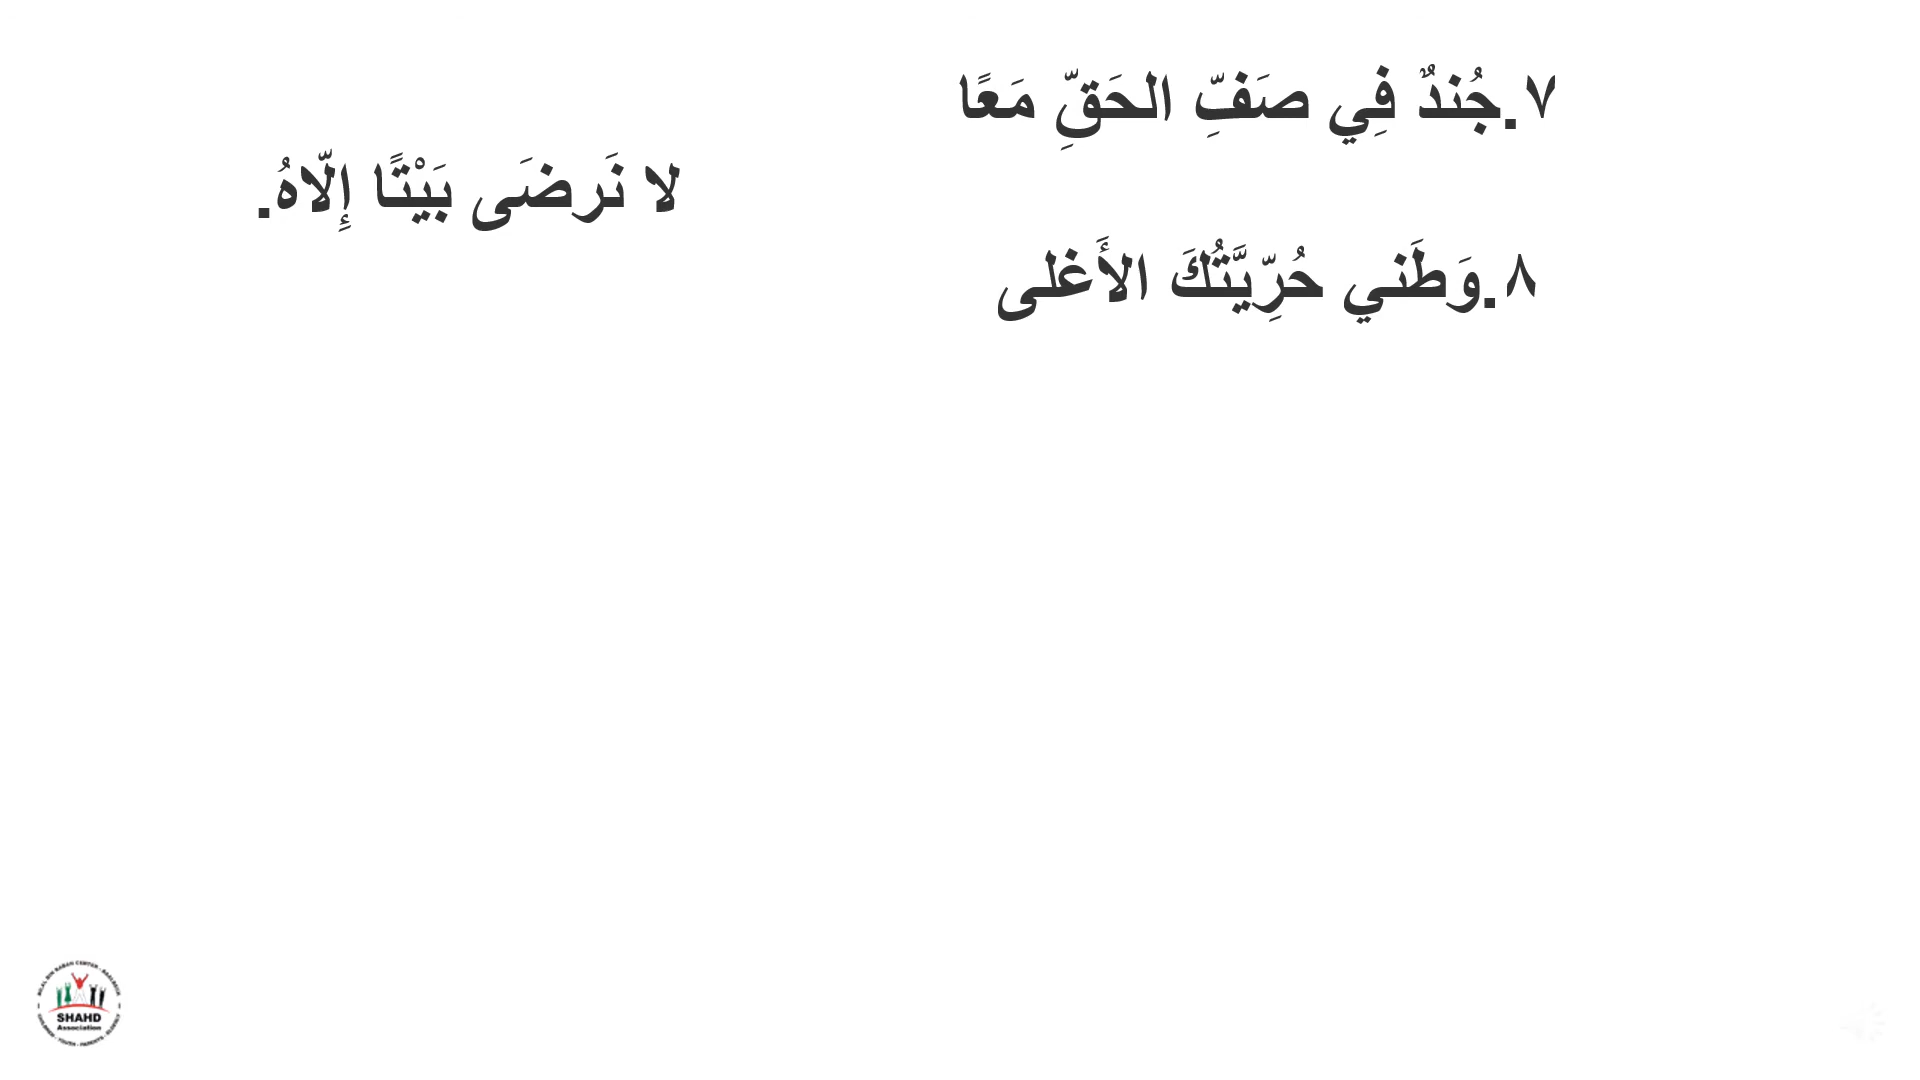 ٧.جُندٌ فِي صَفِّ الحَقِّ مَعًا
لا نَرضَى بَيْتًا إِلّاهُ.
٨.وَطَني حُرِّيَّتُكَ الأَغلى
SHAHD
Association